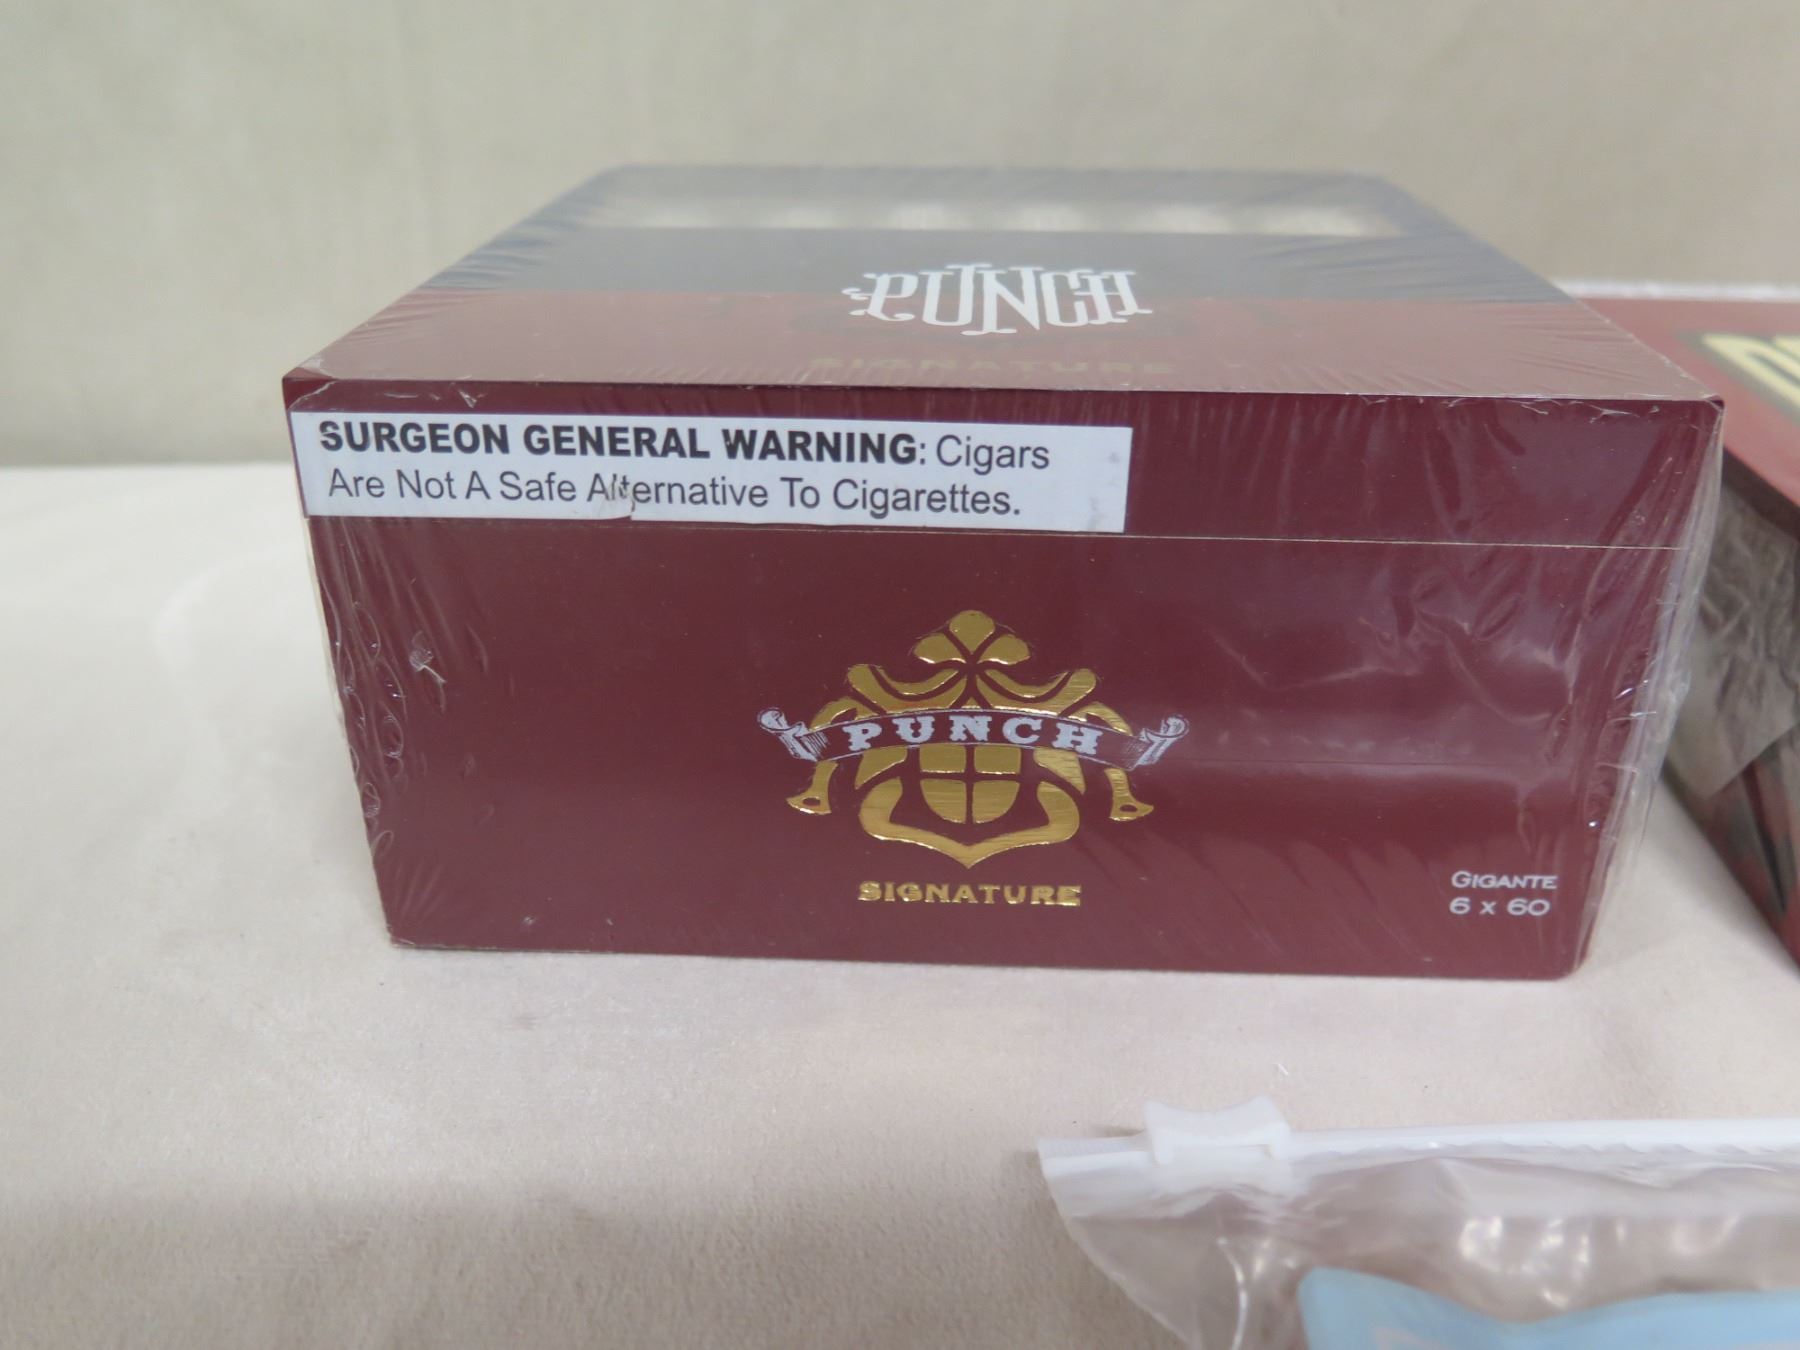 PUNCH
SIGNATURE
SURGEON GENERAL WARNING: Cigars
Are Not A Safe Alternative To Cigarettes.
PUNCH
SIGNATURE
GIGANTE
6 x 60